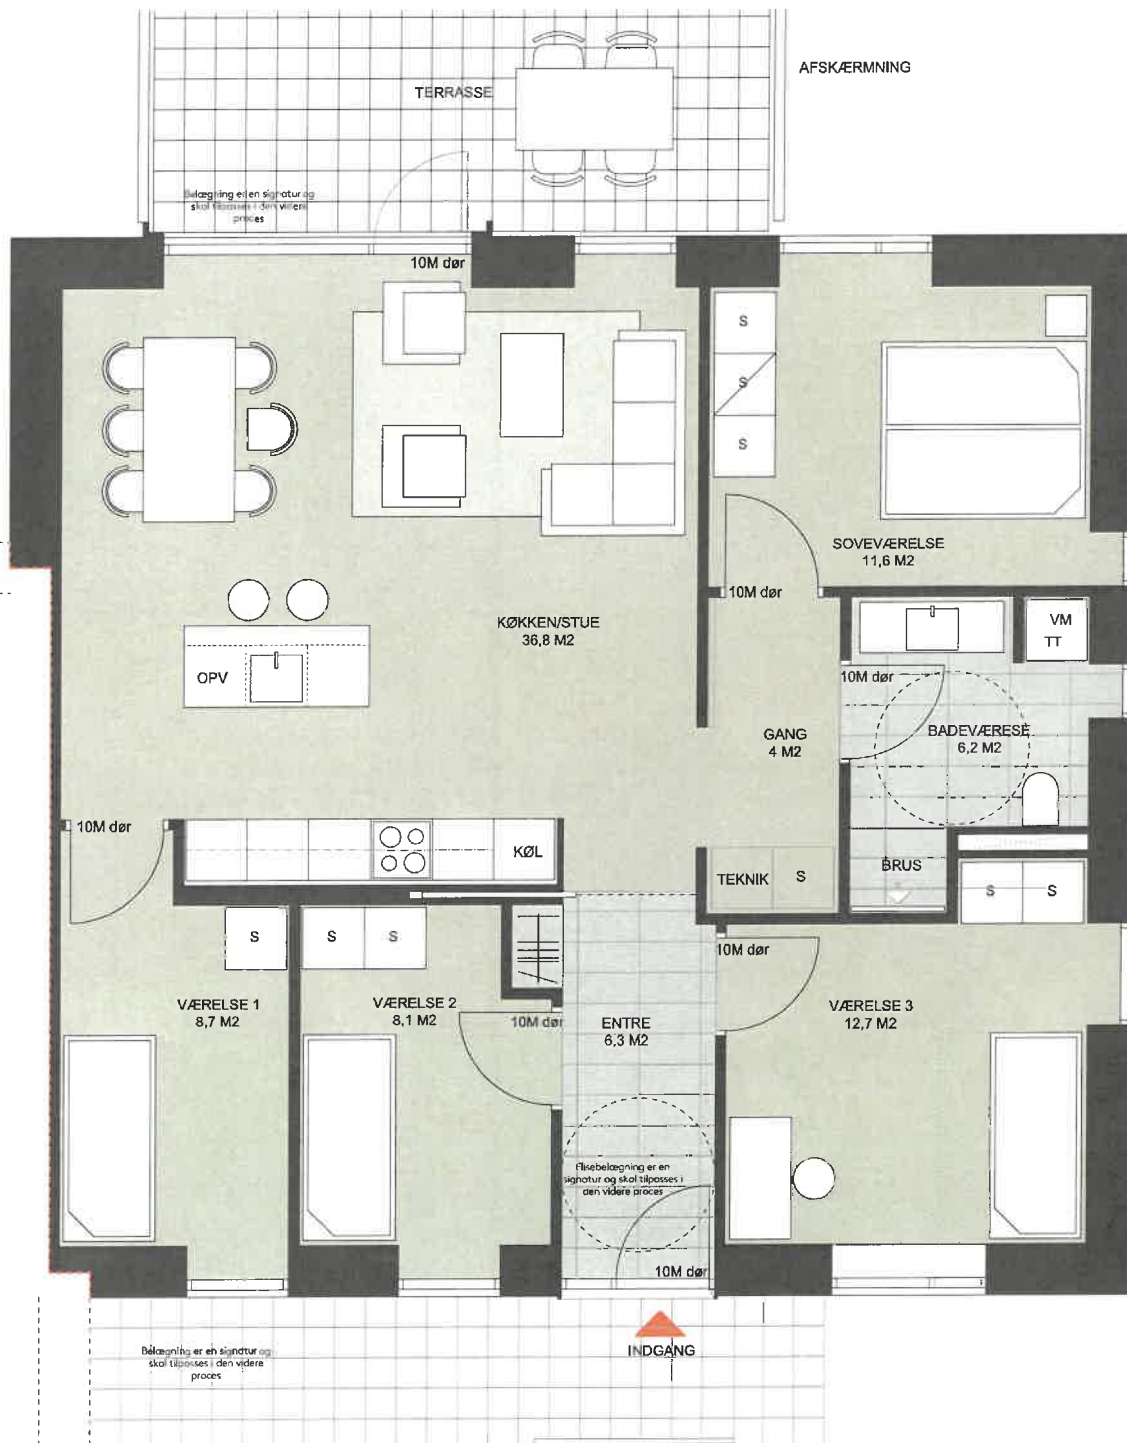 AFSKÆRMNING
TERRASSE
Belægning er en signatur og
skal tilpasses i den videre
proces
10M dør
S
S
S
SOVEVÆRELSE
11,6 M2
10M dør
KØKKEN/STUE
36,8 M2
VM
TT
OPV
10M dør
GANG
4 M2
BADEVÆRESE
6,2 M2
10M dør
KØL
TEKNIK
S
BRUS
S
S
S
S
S
10M dør
VÆRELSE 1
8,7 M2
VÆRELSE 2
8,1 M2
10M dør
ENTRE
6,3 M2
VÆRELSE 3
12,7 M2
Flisebelægning er en
signatur og skal tilpasses i
den videre proces
10M dør
INDGANG
Belægning er en signatur og
skal tilpasses i den videre
proces